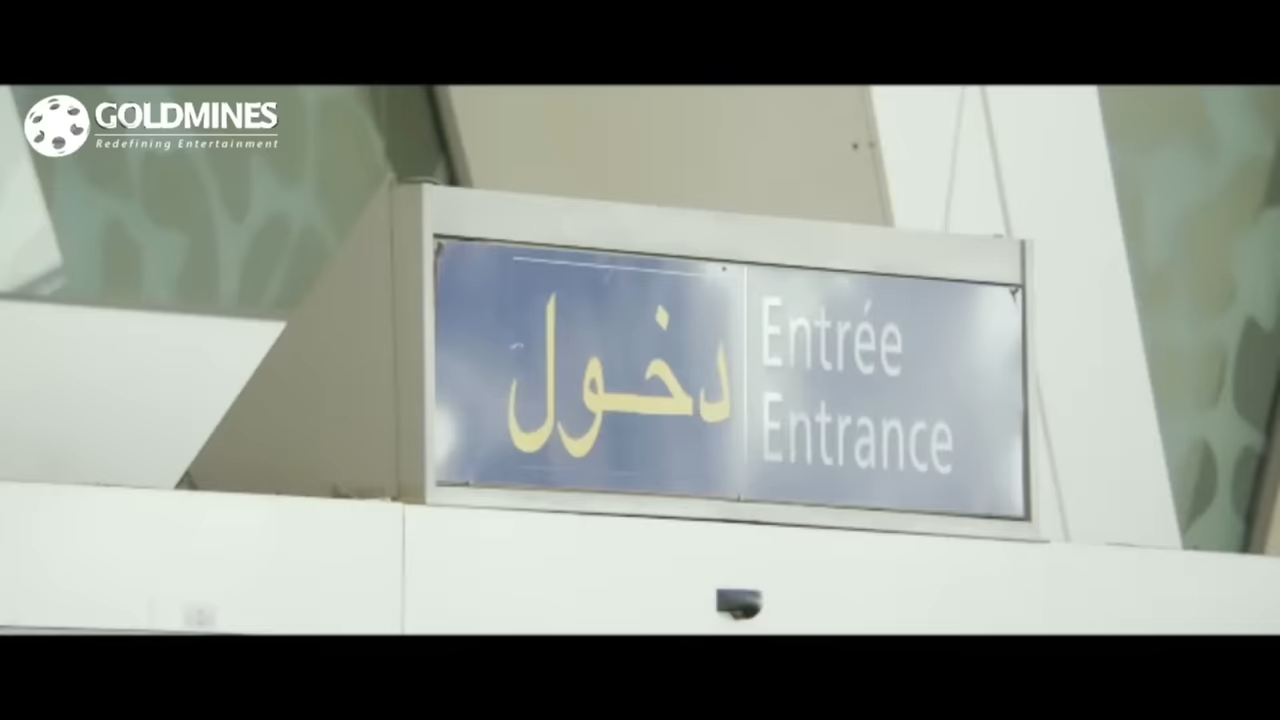 GOLDMINES
Redefining Entertainment
دخول
Entrée
Entrance